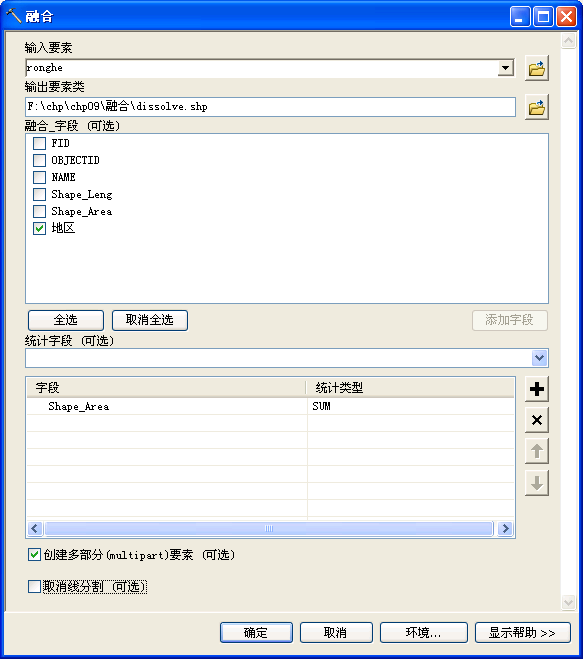 融合
输入要素
ronghe
输出要素类
F:\chp\chp09\融合\dissolve.shp
融合_字段 (可选)
FID
OBJECTID
NAME
Shape_Leng
Shape_Area
地区
全选 取消全选 添加字段
统计字段 (可选)
字段 统计类型
Shape_Area SUM
创建多部分(multipart)要素 (可选)
取消线分割 (可选)
确定 取消 环境... 显示帮助 >>